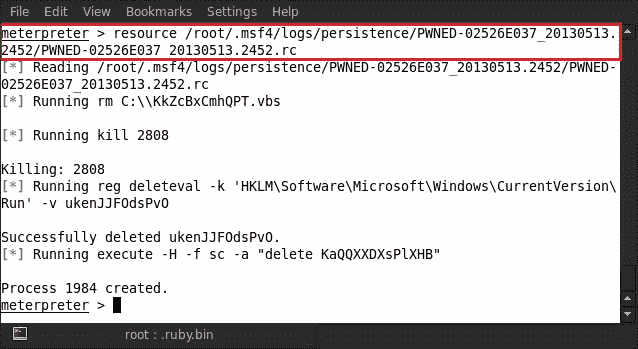 File Edit View Bookmarks Settings Help
meterpreter > resource /root/.msf4/logs/persistence/PWNED-02526E037_20130513.
2452/PWNED-02526E037_20130513.2452.rc
[*] Reading /root/.msf4/logs/persistence/PWNED-02526E037_20130513.2452/PWNED-
02526E037_20130513.2452.rc
[*] Running rm C:\\KkZcBxCmhQPT.vbs
[*] Running kill 2808
Killing: 2808
[*] Running reg deleteval -k 'HKLM\Software\Microsoft\Windows\CurrentVersion\
Run' -v ukenJJFOdsPvO
Successfully deleted ukenJJFOdsPvO.
[*] Running execute -H -f sc -a "delete KaQQXXDXsPlXHB"
Process 1984 created.
meterpreter >
root : .ruby.bin